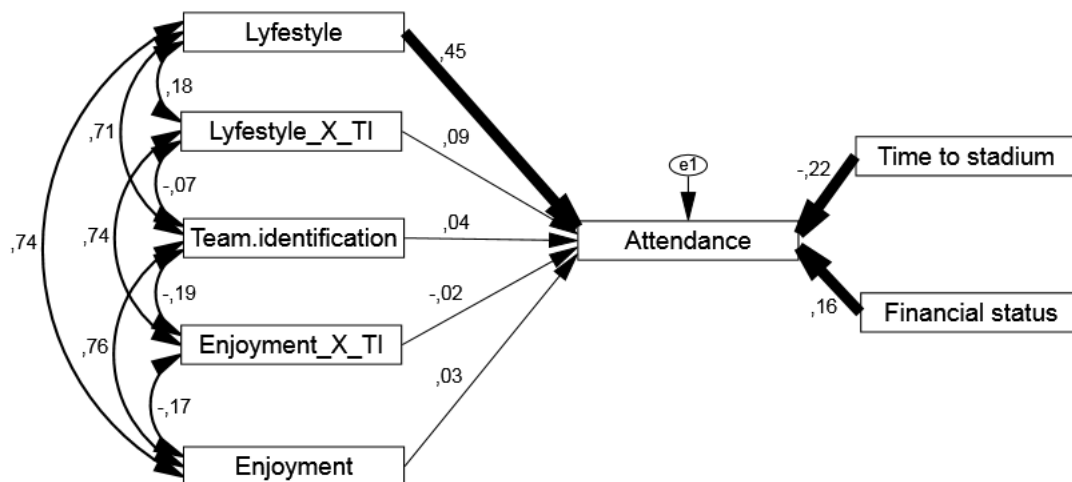 Lyfestyle
,45
,18
Lyfestyle_X_TI
,71
,09
-,07
Team.identification
,04
,74
,74
-,19
Enjoyment_X_TI
-,02
,76
,03
-,17
Enjoyment
e1
Attendance
Time to stadium
-,22
Financial status
,16